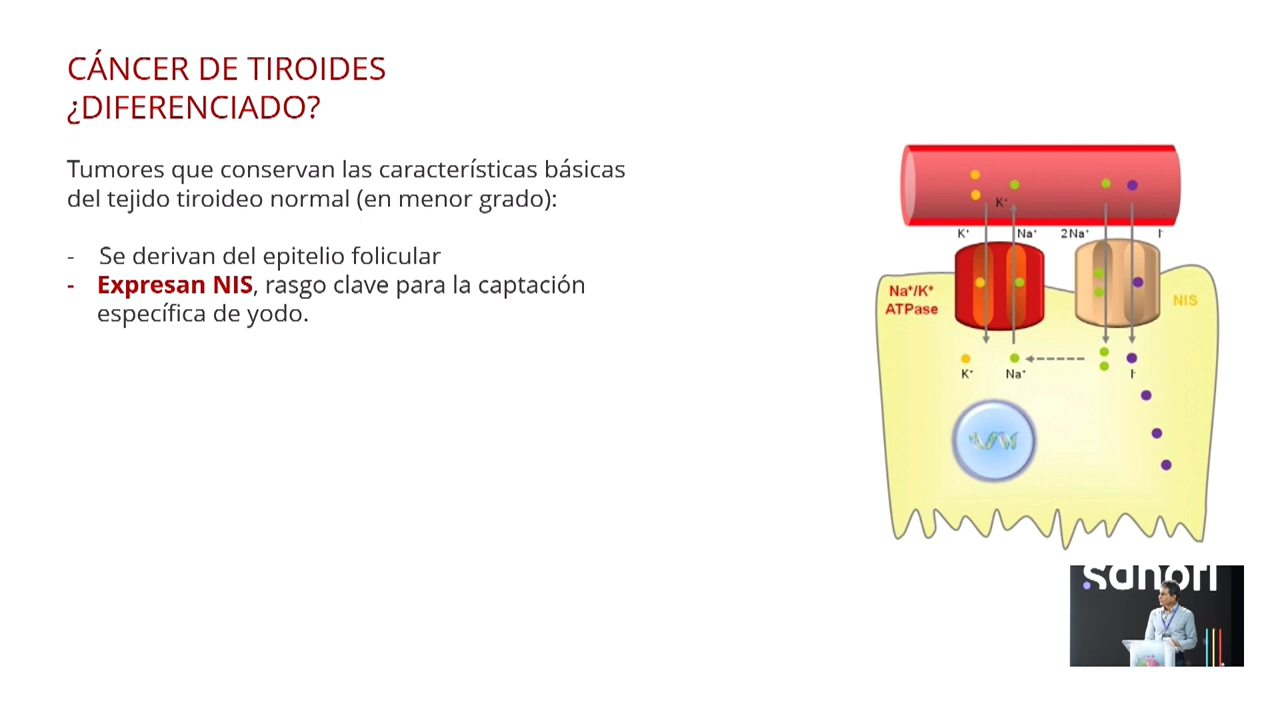 CÁNCER DE TIROIDES
¿DIFERENCIADO?
Tumores que conservan las características básicas
del tejido tiroideo normal (en menor grado):
- Se derivan del epitelio folicular
- Expresan NIS, rasgo clave para la captación
específica de yodo.
K⁺
K⁺ Na⁺ 2Na⁺ I⁻
Na⁺/K⁺
ATPase
NIS
K⁺ Na⁺ I⁻
sanofi